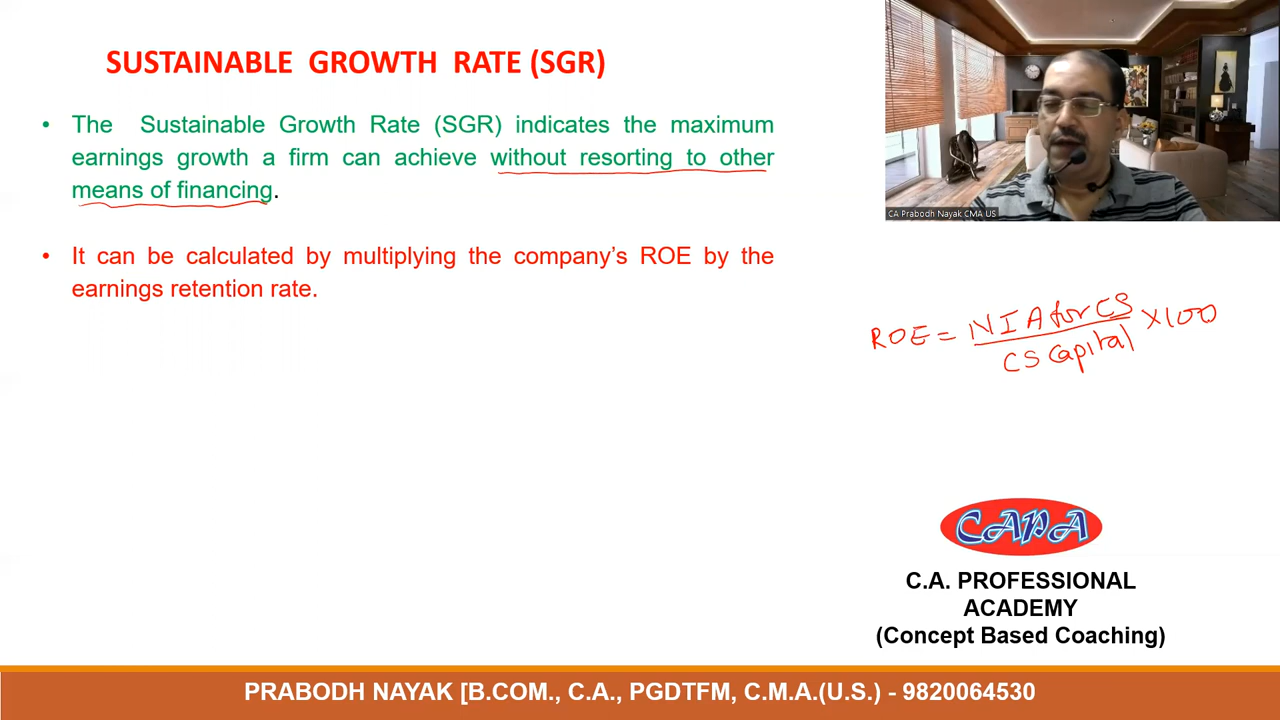 SUSTAINABLE GROWTH RATE (SGR)
• The Sustainable Growth Rate (SGR) indicates the maximum
earnings growth a firm can achieve without resorting to other
means of financing.
• It can be calculated by multiplying the company’s ROE by the
earnings retention rate.
CA Prabodh Nayak CMA US
ROE = NIA for CS × 100
CS Capital
CAPA
C.A. PROFESSIONAL
ACADEMY
(Concept Based Coaching)
PRABODH NAYAK [B.COM., C.A., PGDTFM, C.M.A.(U.S.) - 9820064530